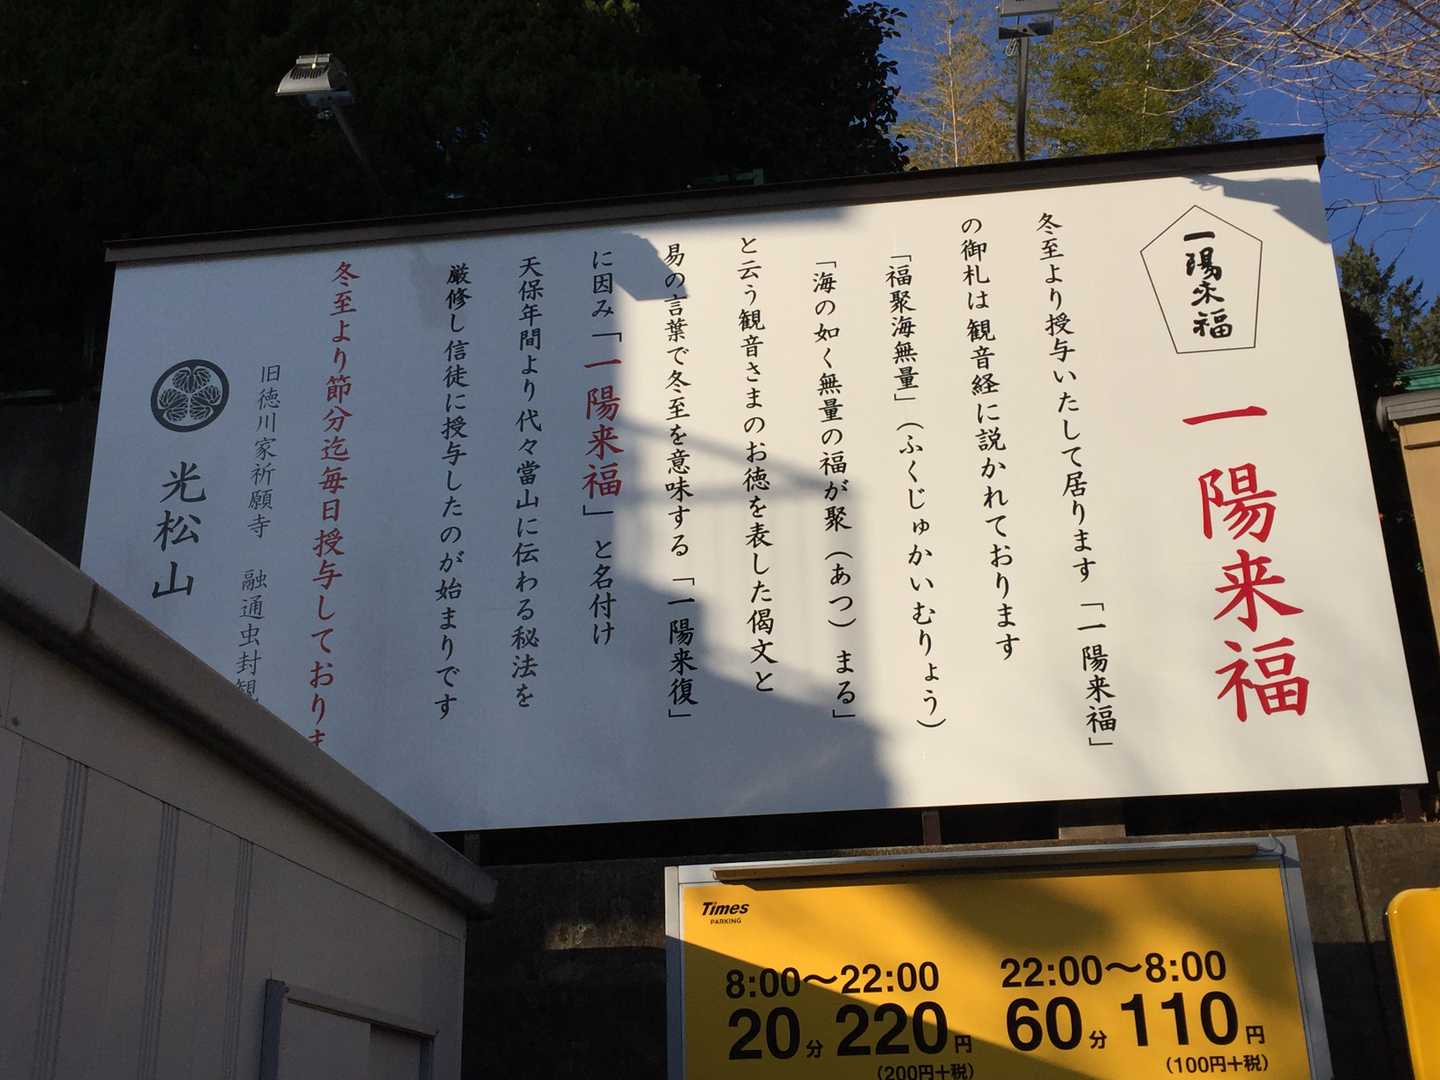 一陽来福
一陽来福
冬至より授与いたして居ります「一陽来福」
の御札は観音経に説かれております
「福聚海無量」(ふくじゅかいむりょう)
「海の如く無量の福が聚(あつ)まる」
と云う観音さまのお徳を表した偈文と
易の言葉で冬至を意味する「一陽来復」
に因み「一陽来福」と名付け
天保年間より代々當山に伝わる秘法を
厳修し信徒に授与したのが始まりです
冬至より節分迄毎日授与しておりま
旧徳川家祈願寺 融通虫封観
光松山
Times
PARKING
8:00〜22:00
20分220円
(200円+税)
22:00〜8:00
60分110円
(100円+税)